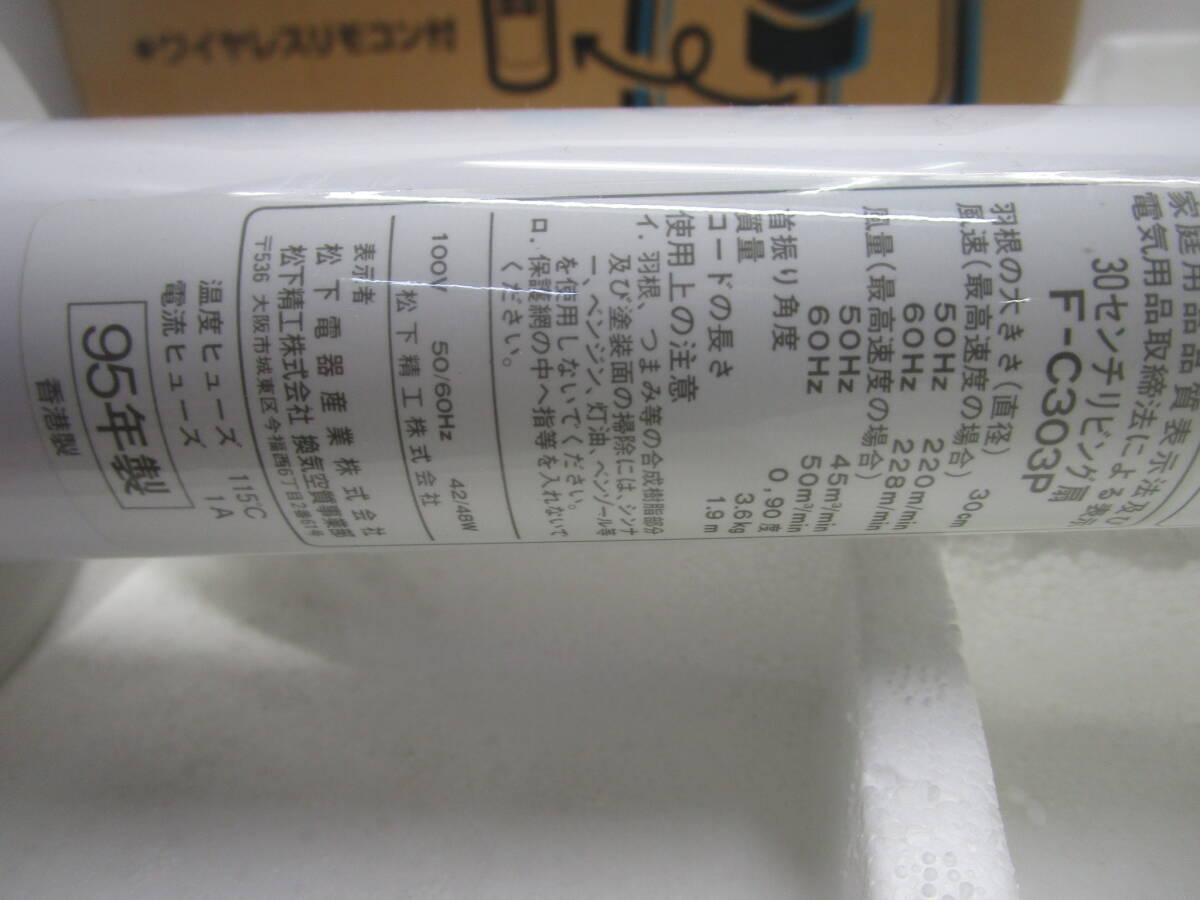 *ワイヤレスリモコン付
家庭用品品質表示法及び
電気用品取締法による表示
30センチリビング扇
F-C303P
羽根の大きさ(直径) 30cm
風速(最高速度の場合)
50Hz 220m/min
60Hz 228m/min
風量(最高速度の場合)
50Hz 45m³/min
60Hz 50m³/min
首振り角度 0,90度
質量 3.6kg
コードの長さ 1.9m
使用上の注意
イ. 羽根、つまみ等の合成樹脂部分
及び塗装面の掃除には、シンナ
ー、ベンジン、灯油、ベンゾール等
を使用しないでください。
ロ. 保護網の中へ指等を入れないで
ください。
100V 50/60Hz 42/48W
松下精工株式会社
表示者
松下電器産業株式会社
松下精工株式会社 換気空質事業部
〒536 大阪市城東区今福西6丁目2番61号
温度ヒューズ 115℃
電流ヒューズ 1A
95年製
香港製